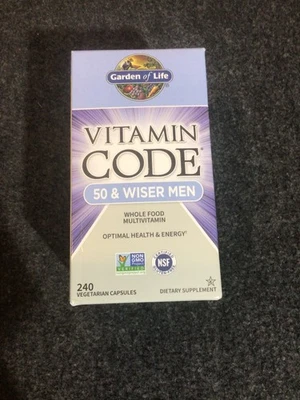 Garden of Life
VITAMIN
CODE
50 & WISER MEN
WHOLE FOOD
MULTIVITAMIN
OPTIMAL HEALTH & ENERGY
NON
GMO
VERIFIED
NSF
240
VEGETARIAN CAPSULES
DIETARY SUPPLEMENT